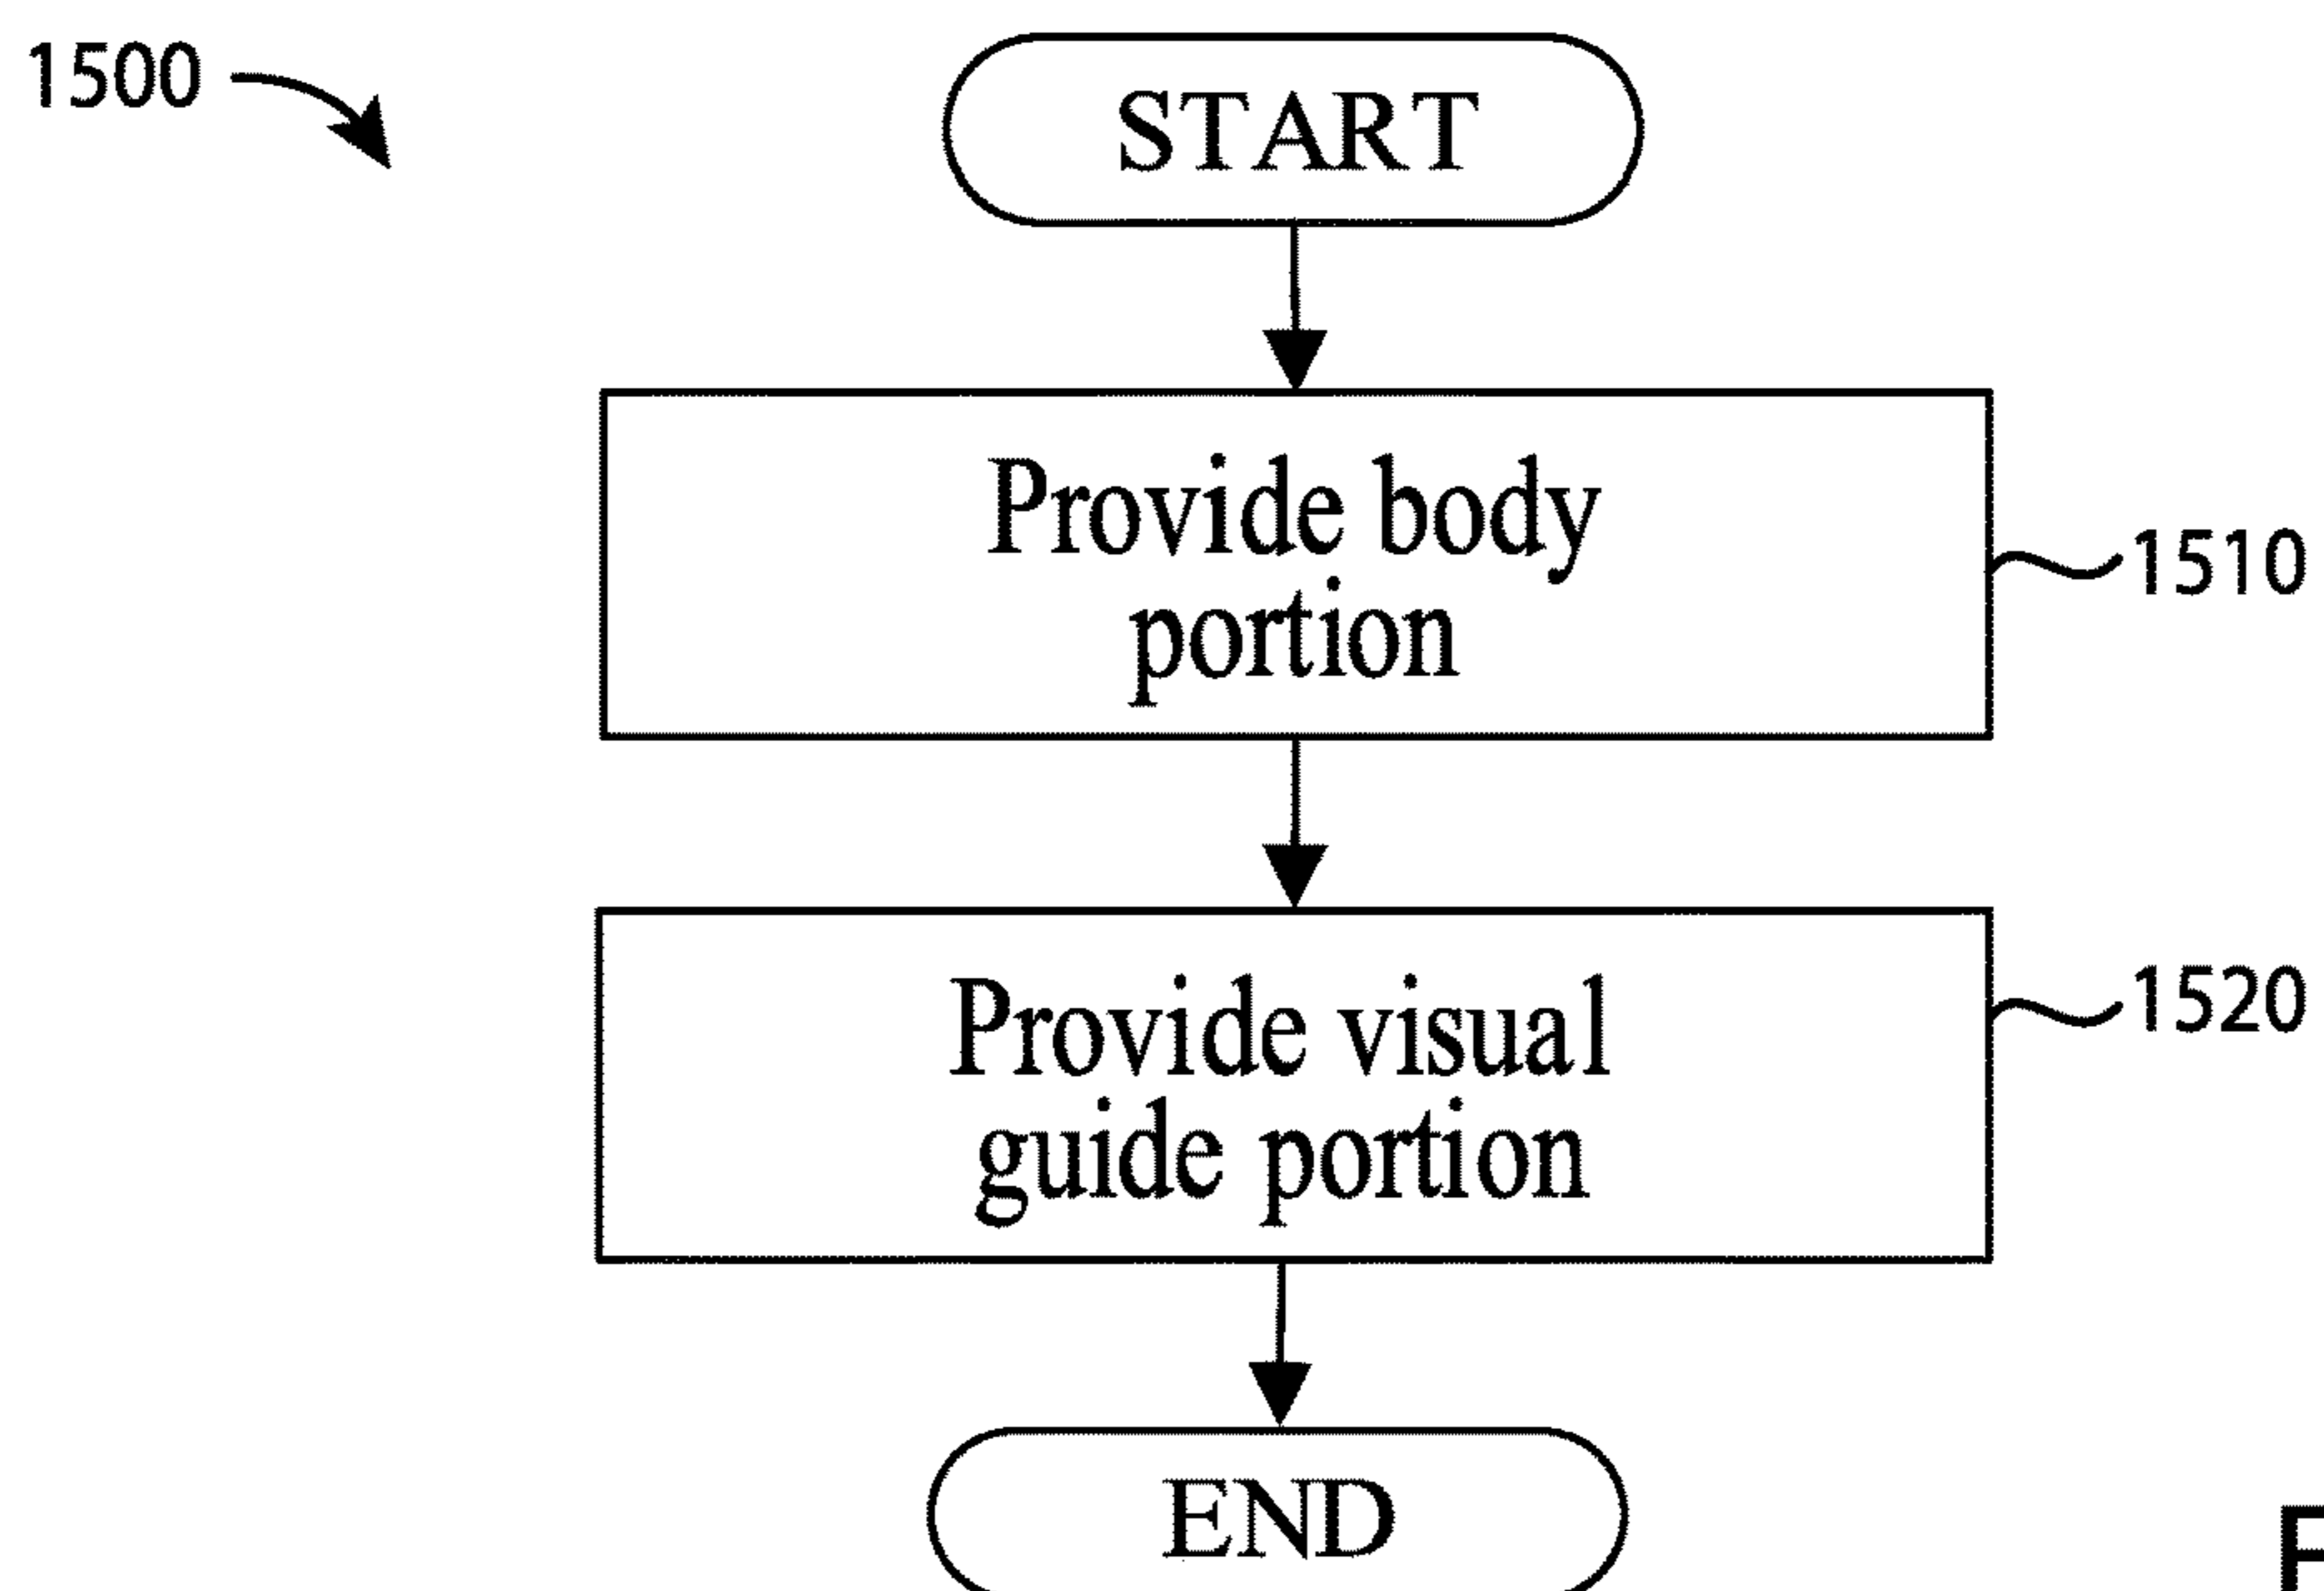 1500
START
Provide body
portion
1510
Provide visual
guide portion
1520
END